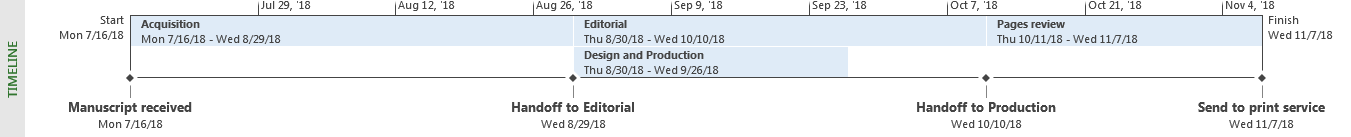 TIMELINE
Jul 29, '18
Aug 12, '18
Aug 26, '18
Sep 9, '18
Sep 23, '18
Oct 7, '18
Oct 21, '18
Nov 4, '18
Start
Mon 7/16/18
Acquisition
Mon 7/16/18 - Wed 8/29/18
Editorial
Thu 8/30/18 - Wed 10/10/18
Pages review
Thu 10/11/18 - Wed 11/7/18
Finish
Wed 11/7/18
Design and Production
Thu 8/30/18 - Wed 9/26/18
Manuscript received
Mon 7/16/18
Handoff to Editorial
Wed 8/29/18
Handoff to Production
Wed 10/10/18
Send to print service
Wed 11/7/18